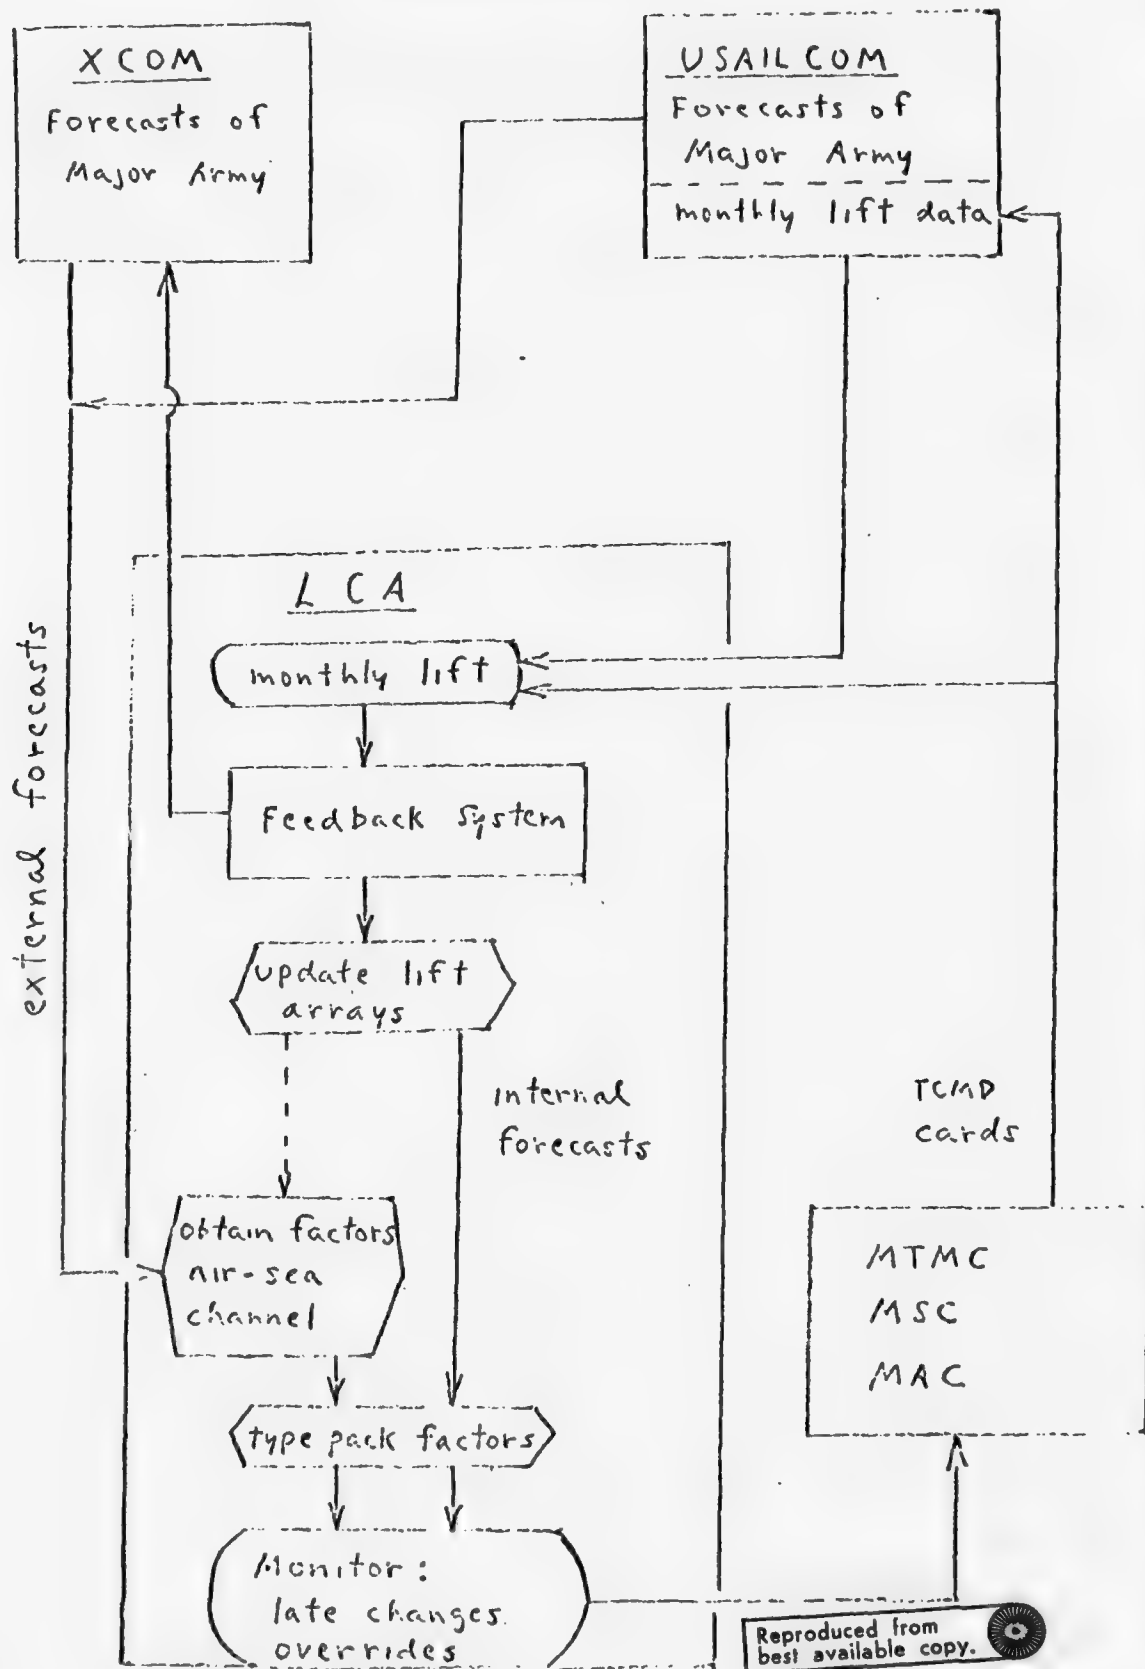 XCOM
Forecasts of
Major Army
USAILCOM
Forecasts of
Major Army
monthly lift data
LCA
monthly lift
Feedback System
update lift
arrays
external forecasts
internal
forecasts
TCMD
cards
obtain factors
air-sea
channel
MTMC
MSC
MAC
type pack factors
Monitor:
late changes
overrides
Reproduced from
best available copy.